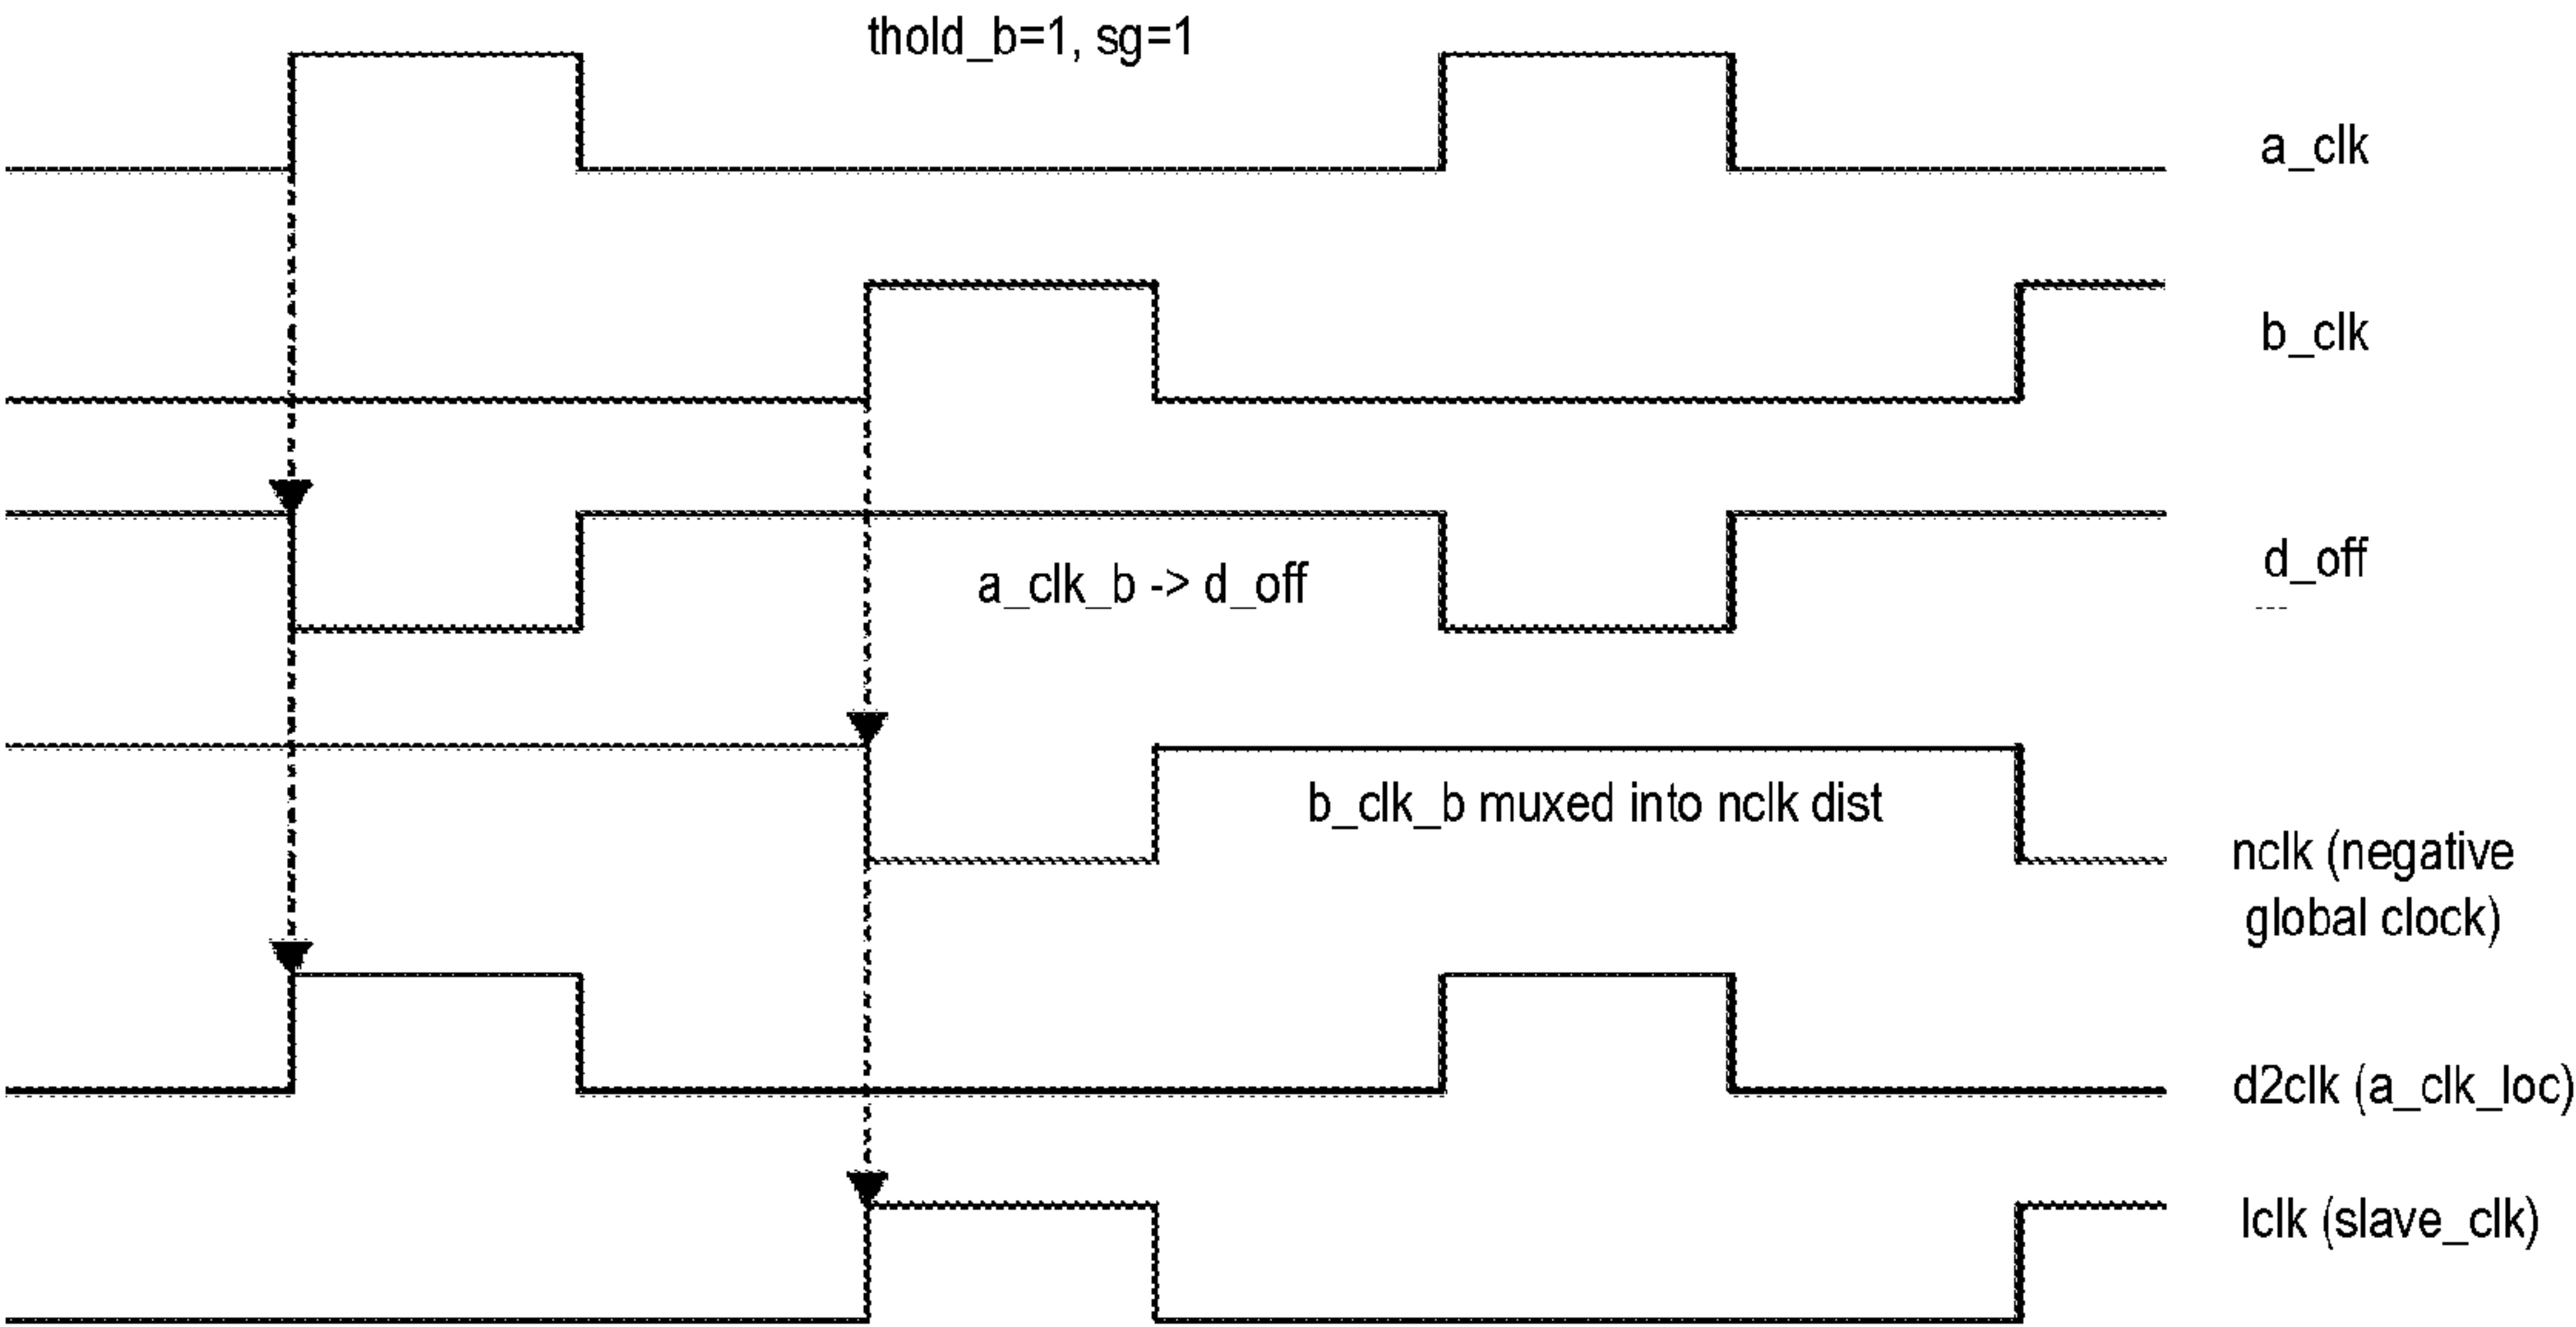 thold_b=1, sg=1
a_clk
b_clk
d_off
a_clk_b -> d_off
b_clk_b muxed into nclk dist
nclk (negative
global clock)
d2clk (a_clk_loc)
lclk (slave_clk)